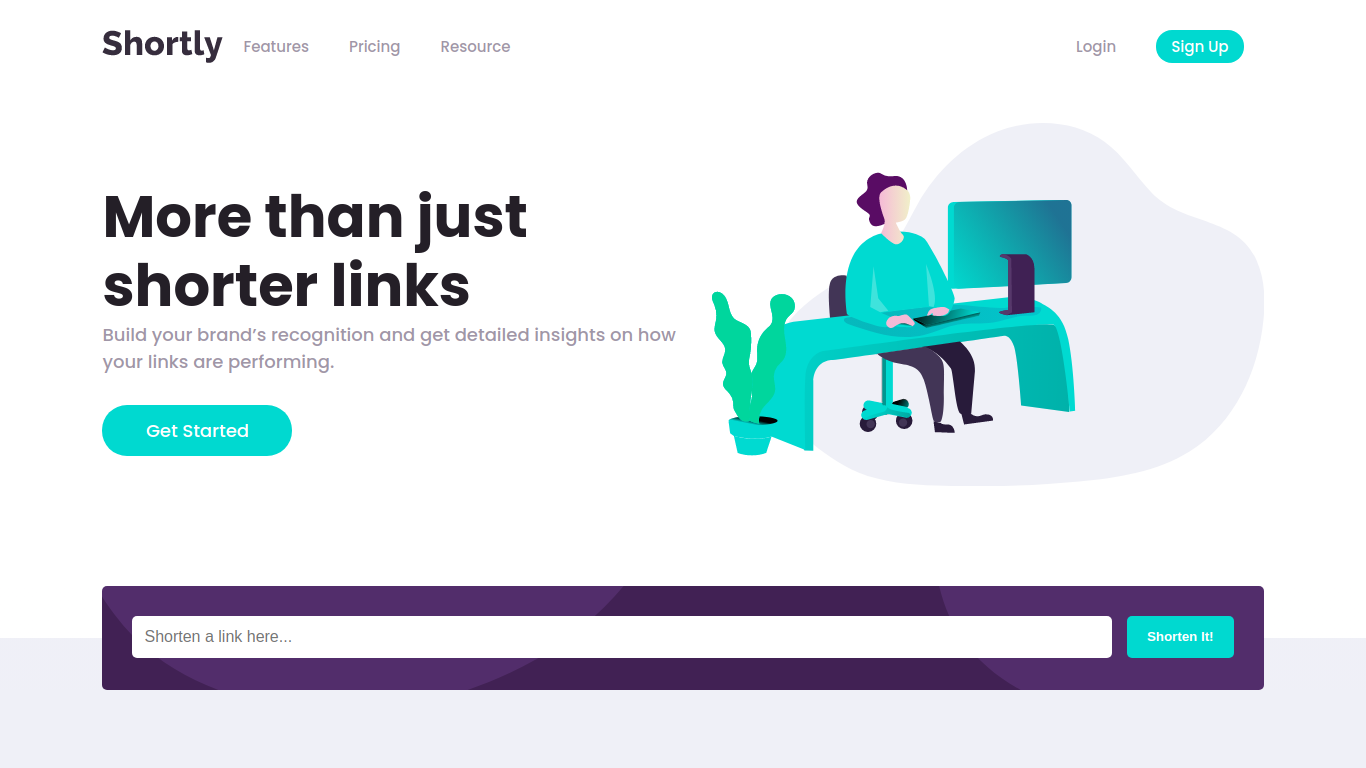 Shortly Features Pricing Resource Login Sign Up
More than just
shorter links
Build your brand’s recognition and get detailed insights on how
your links are performing.
Get Started
Shorten a link here... Shorten It!